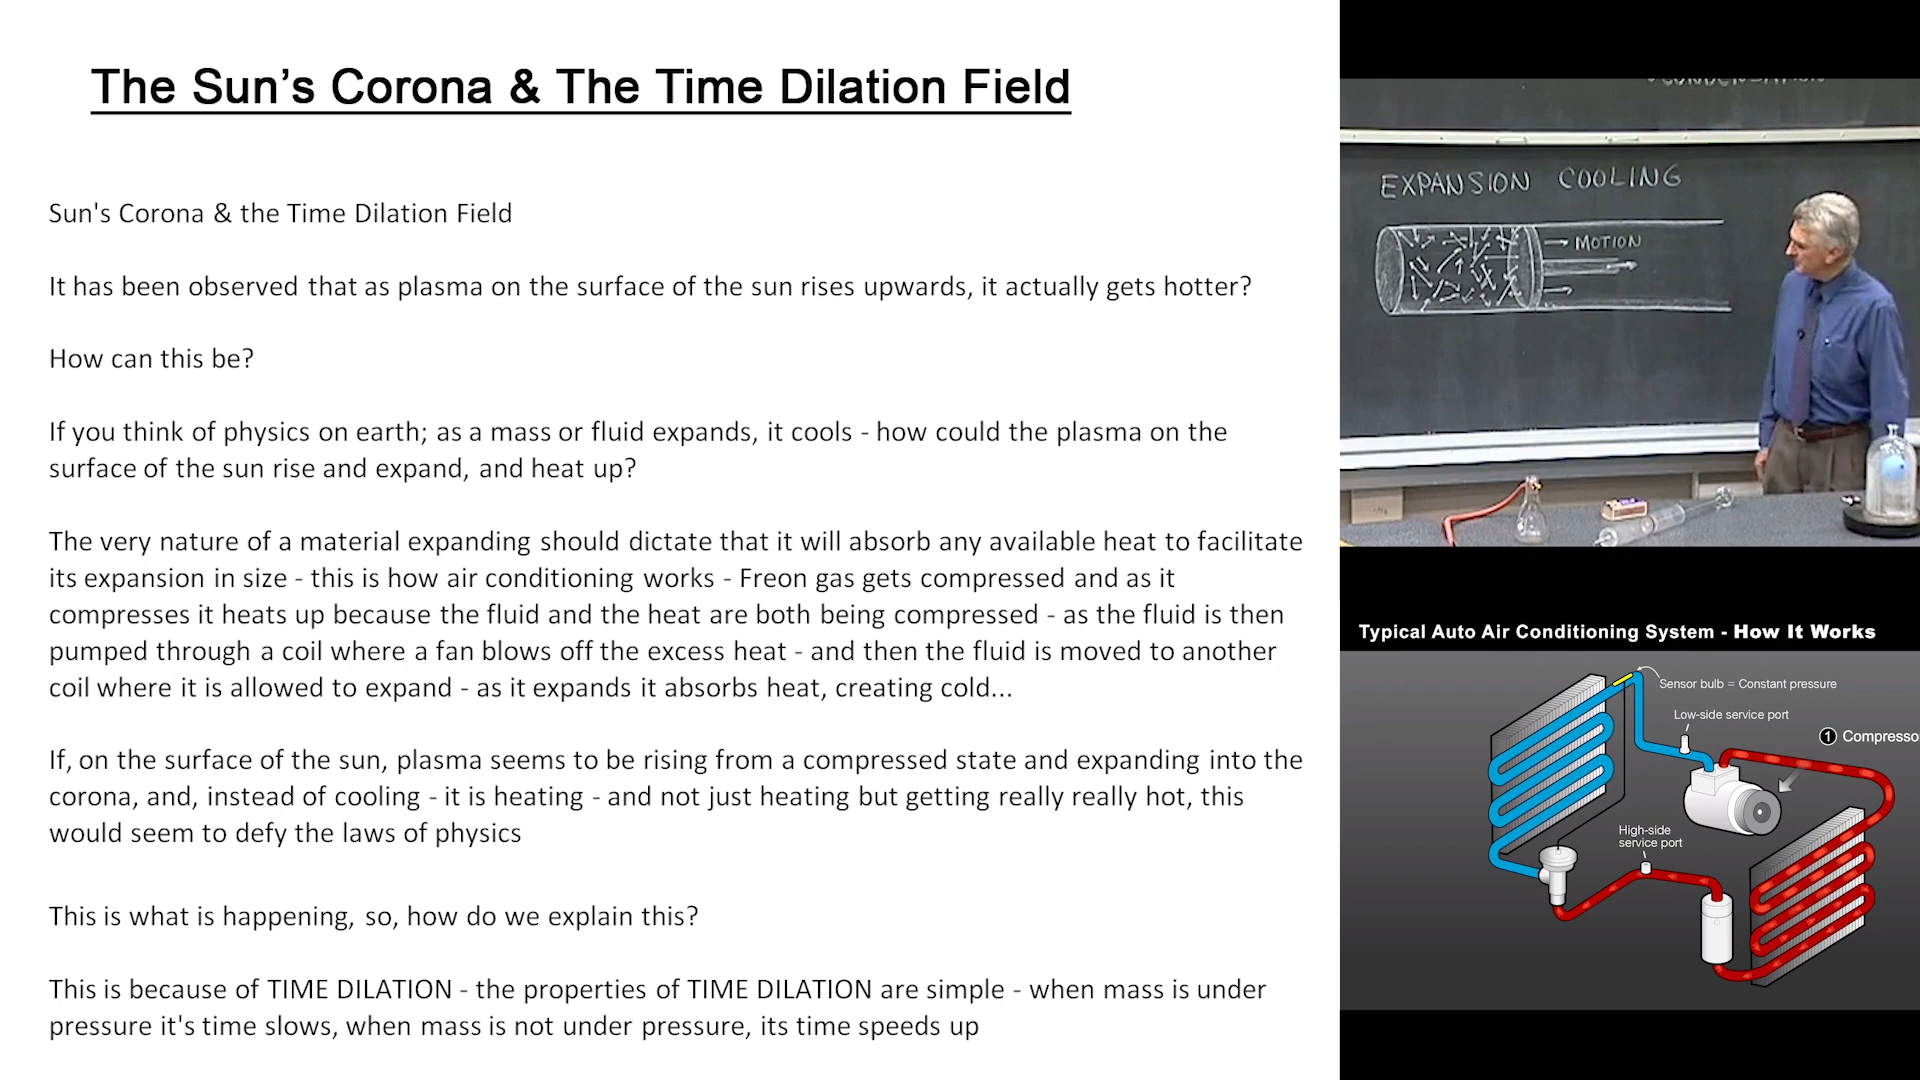 The Sun's Corona & The Time Dilation Field
Sun's Corona & the Time Dilation Field
It has been observed that as plasma on the surface of the sun rises upwards, it actually gets hotter?
How can this be?
If you think of physics on earth; as a mass or fluid expands, it cools - how could the plasma on the
surface of the sun rise and expand, and heat up?
The very nature of a material expanding should dictate that it will absorb any available heat to facilitate
its expansion in size - this is how air conditioning works - Freon gas gets compressed and as it
compresses it heats up because the fluid and the heat are both being compressed - as the fluid is then
pumped through a coil where a fan blows off the excess heat - and then the fluid is moved to another
coil where it is allowed to expand - as it expands it absorbs heat, creating cold...
If, on the surface of the sun, plasma seems to be rising from a compressed state and expanding into the
corona, and, instead of cooling - it is heating - and not just heating but getting really really hot, this
would seem to defy the laws of physics
This is what is happening, so, how do we explain this?
This is because of TIME DILATION - the properties of TIME DILATION are simple - when mass is under
pressure it's time slows, when mass is not under pressure, its time speeds up
EXPANSION COOLING
MOTION
Typical Auto Air Conditioning System - How It Works
Sensor bulb = Constant pressure
Low-side service port
1 Compresso
High-side
service port